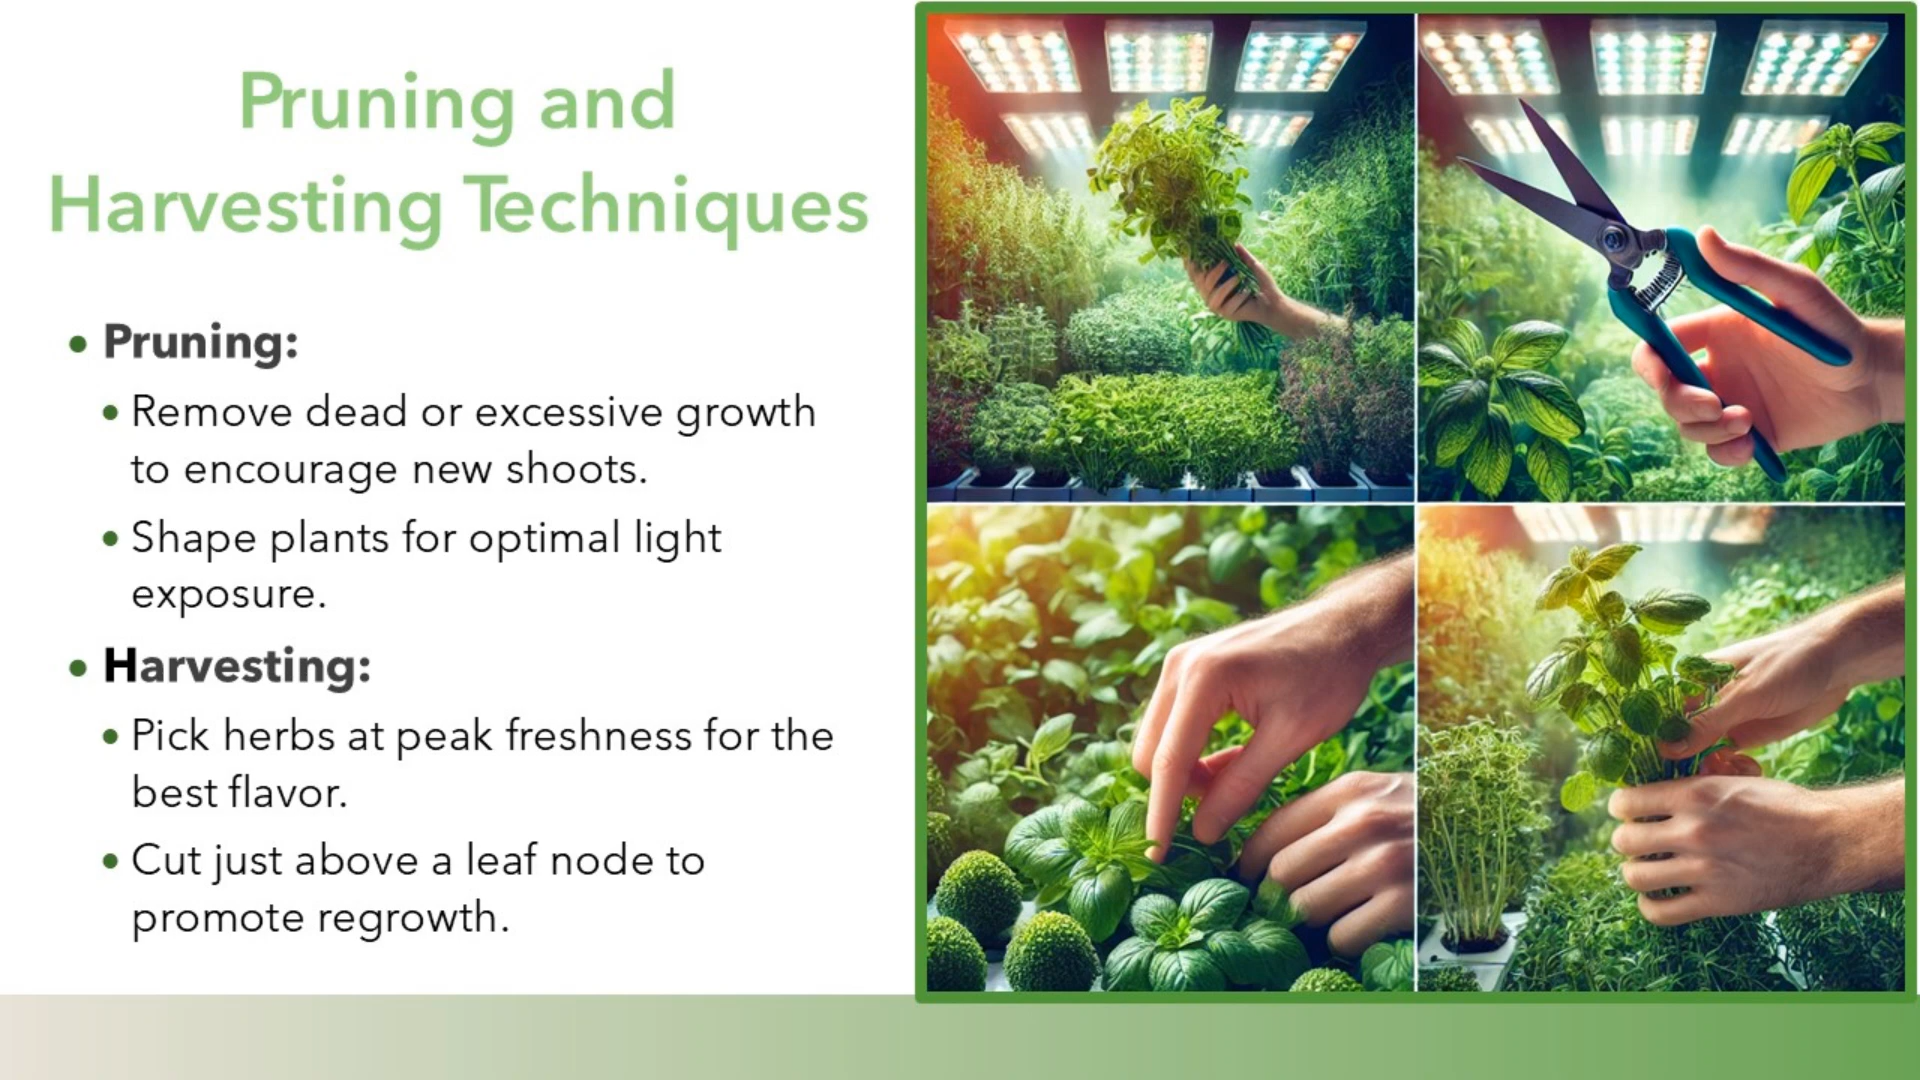 Pruning and
Harvesting Techniques
• Pruning:
• Remove dead or excessive growth
to encourage new shoots.
• Shape plants for optimal light
exposure.
• Harvesting:
• Pick herbs at peak freshness for the
best flavor.
• Cut just above a leaf node to
promote regrowth.